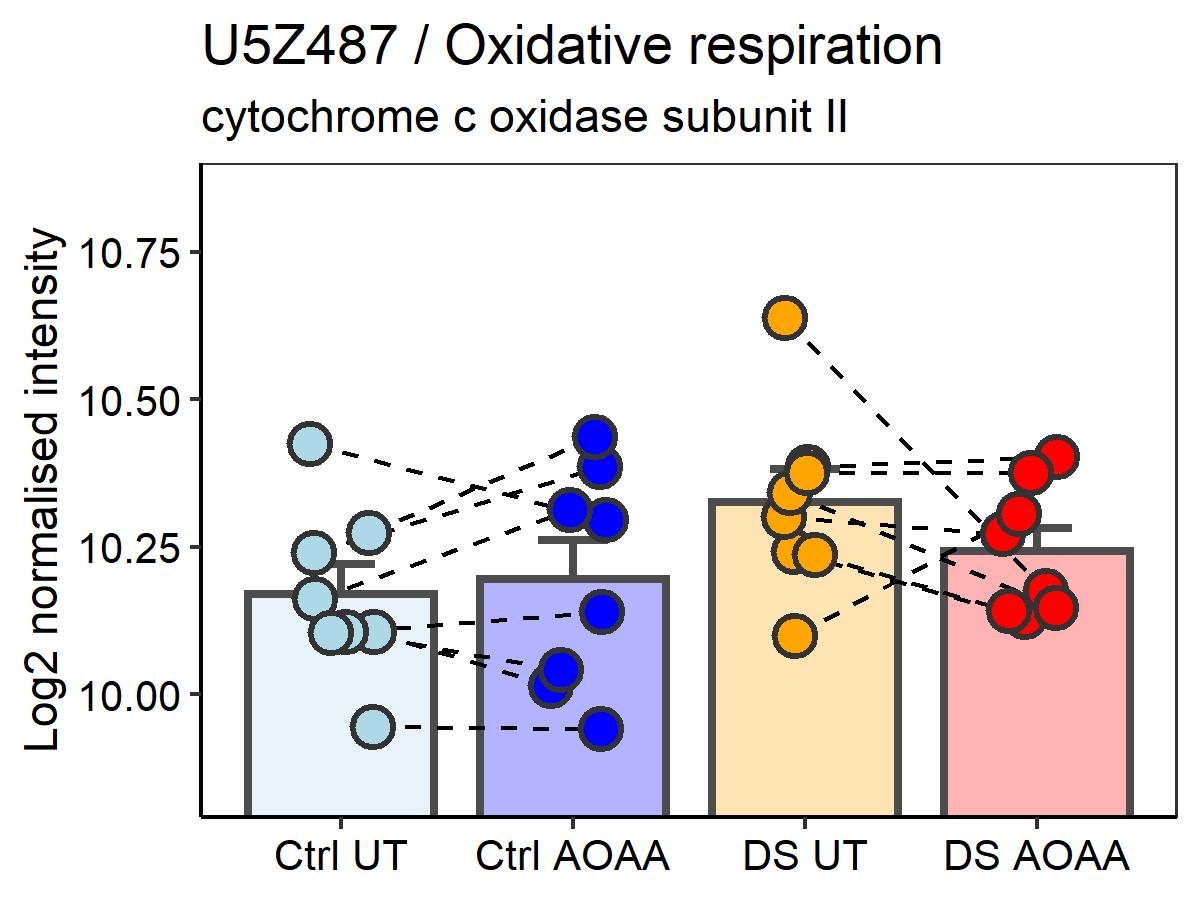 U5Z487 / Oxidative respiration
cytochrome c oxidase subunit II
Log2 normalised intensity
10.75
10.50
10.25
10.00
Ctrl UT
Ctrl AOAA
DS UT
DS AOAA